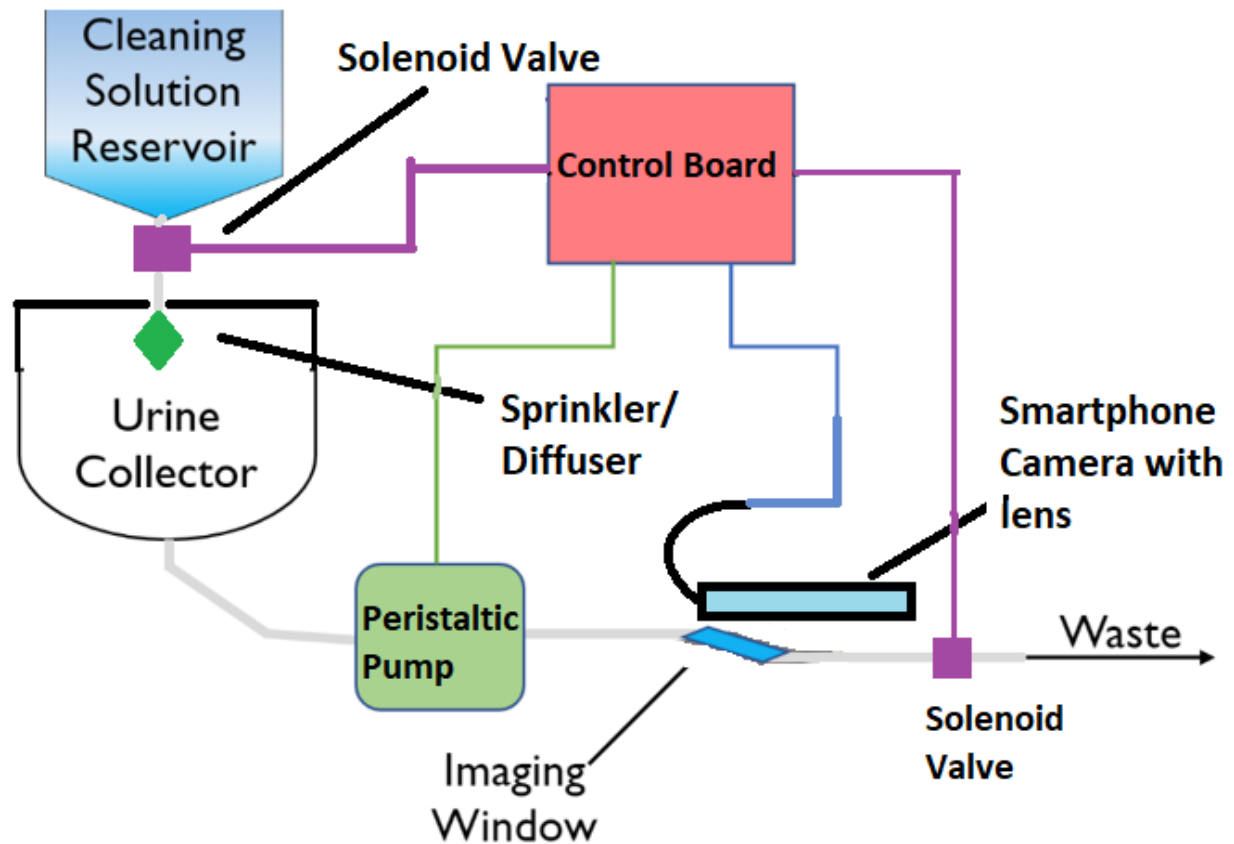 Cleaning
Solution
Reservoir
Solenoid Valve
Control Board
Urine
Collector
Sprinkler/
Diffuser
Smartphone
Camera with
lens
Peristaltic
Pump
Waste
Solenoid
Valve
Imaging
Window